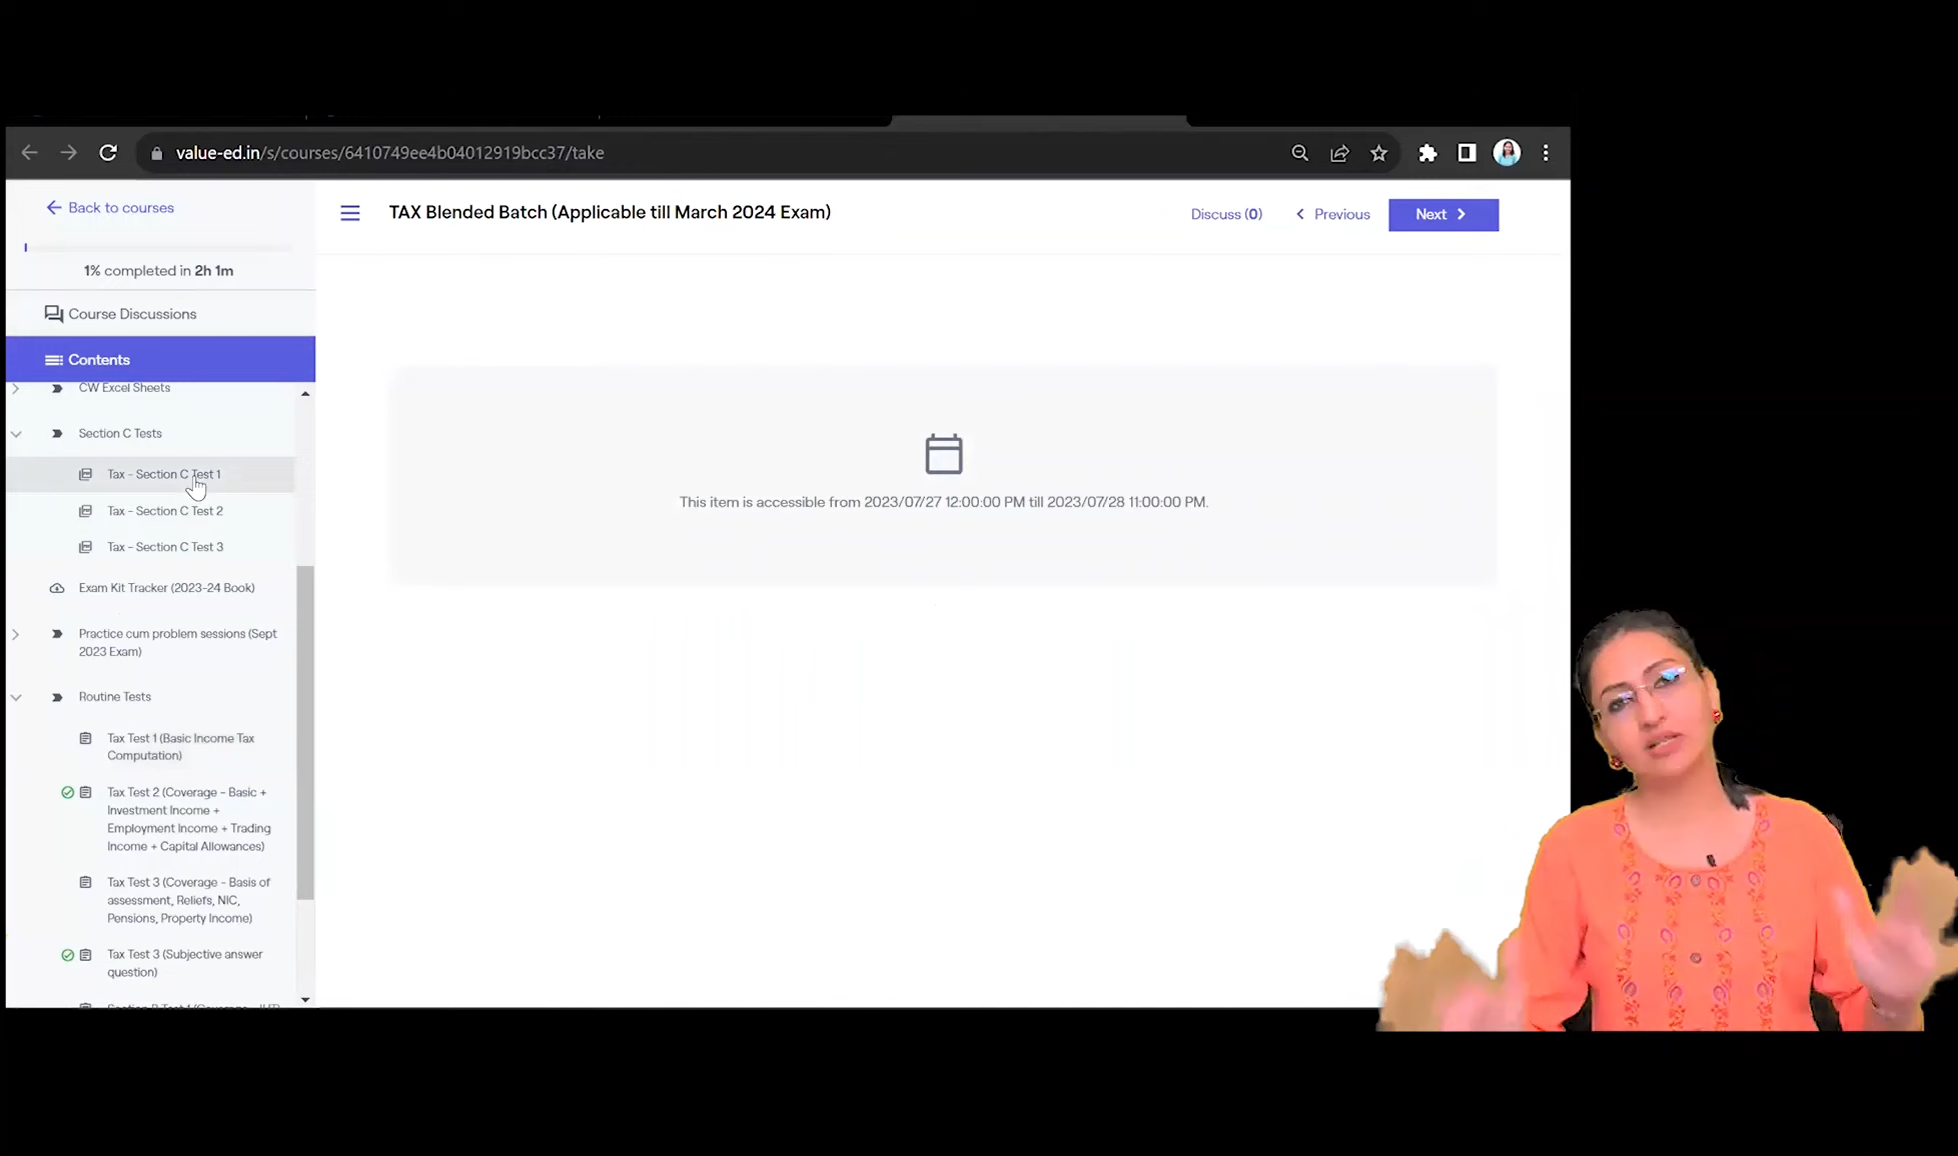 value-ed.in/s/courses/6410749ee4b04012919bcc37/take
Back to courses
1% completed in 2h 1m
Course Discussions
Contents
CW Excel Sheets
Section C Tests
Tax - Section C Test 1
Tax - Section C Test 2
Tax - Section C Test 3
Exam Kit Tracker (2023-24 Book)
Practice cum problem sessions (Sept
2023 Exam)
Routine Tests
Tax Test 1 (Basic Income Tax
Computation)
Tax Test 2 (Coverage - Basic +
Investment Income +
Employment Income + Trading
Income + Capital Allowances)
Tax Test 3 (Coverage - Basis of
assessment, Reliefs, NIC,
Pensions, Property Income)
Tax Test 3 (Subjective answer
question)
TAX Blended Batch (Applicable till March 2024 Exam)
Discuss (0)
Previous
Next
This item is accessible from 2023/07/27 12:00:00 PM till 2023/07/28 11:00:00 PM.